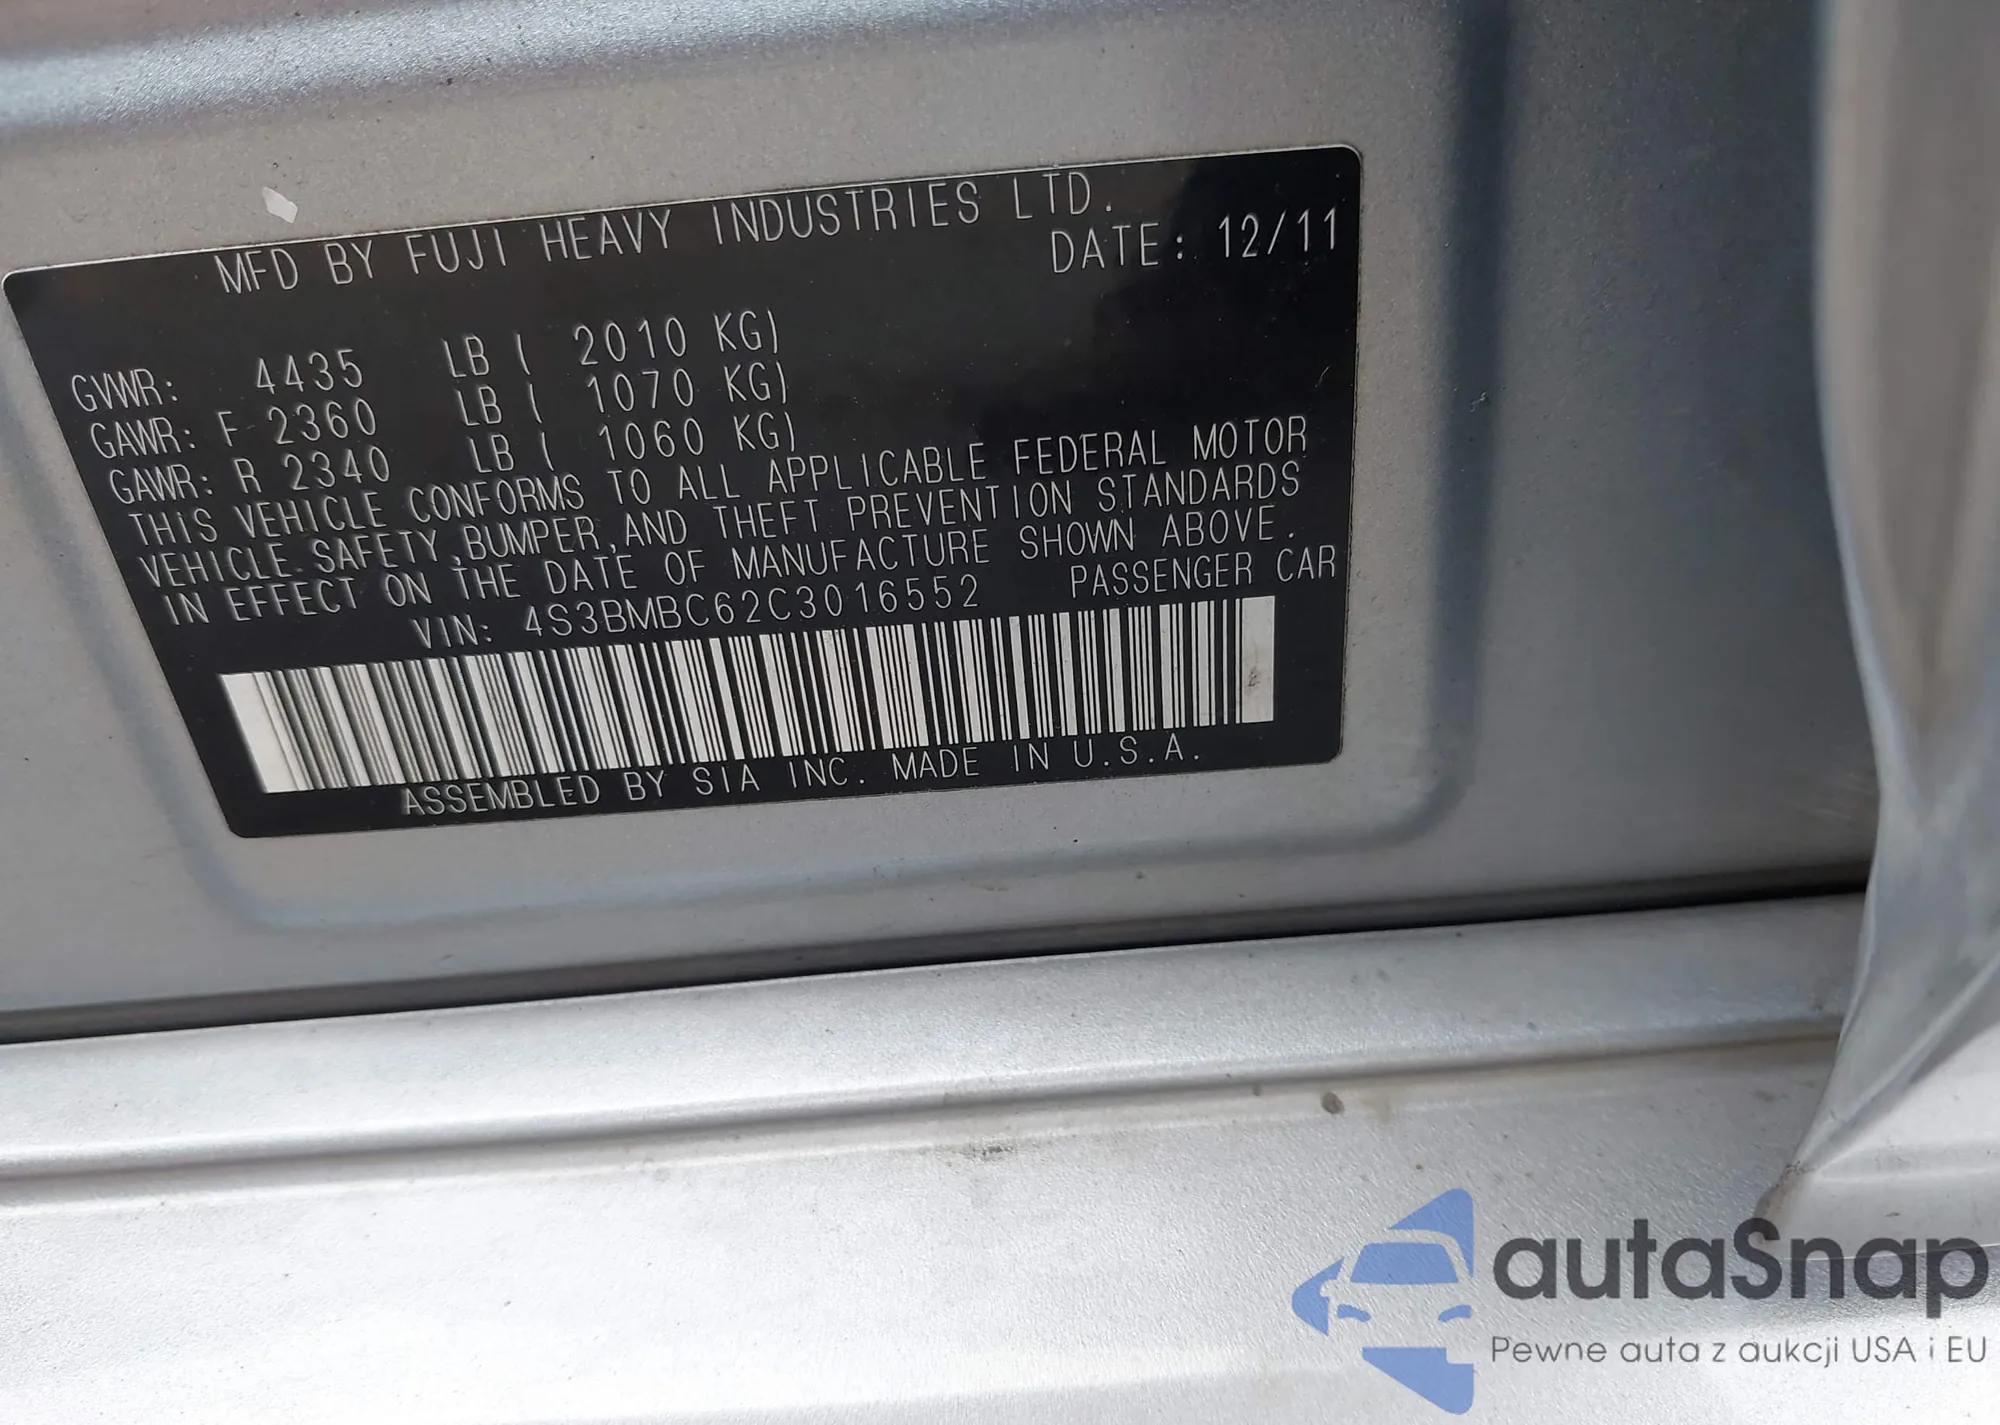 MFD BY FUJI HEAVY INDUSTRIES LTD.
DATE: 12/11
GVWR: 4435 LB ( 2010 KG)
GAWR: F 2360 LB ( 1070 KG)
GAWR: R 2340 LB ( 1060 KG)
THIS VEHICLE CONFORMS TO ALL APPLICABLE FEDERAL MOTOR
VEHICLE SAFETY, BUMPER, AND THEFT PREVENTION STANDARDS
IN EFFECT ON THE DATE OF MANUFACTURE SHOWN ABOVE.
VIN: 4S3BMBC62C3016552 PASSENGER CAR
ASSEMBLED BY SIA INC. MADE IN U.S.A.
autaSnap
Pewne auta z aukcji USA i EU